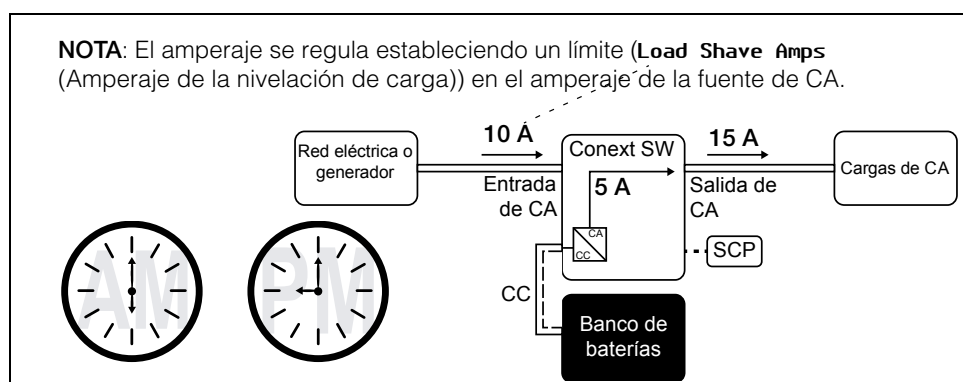 NOTA: El amperaje se regula estableciendo un límite (Load Shave Amps
(Amperaje de la nivelación de carga)) en el amperaje de la fuente de CA.
10 A
15 A
Red eléctrica o
generador
Conext SW
Cargas de CA
Entrada
de CA
5 A
Salida de
CA
CA
CC
SCP
AM
PM
CC
Banco de
baterías